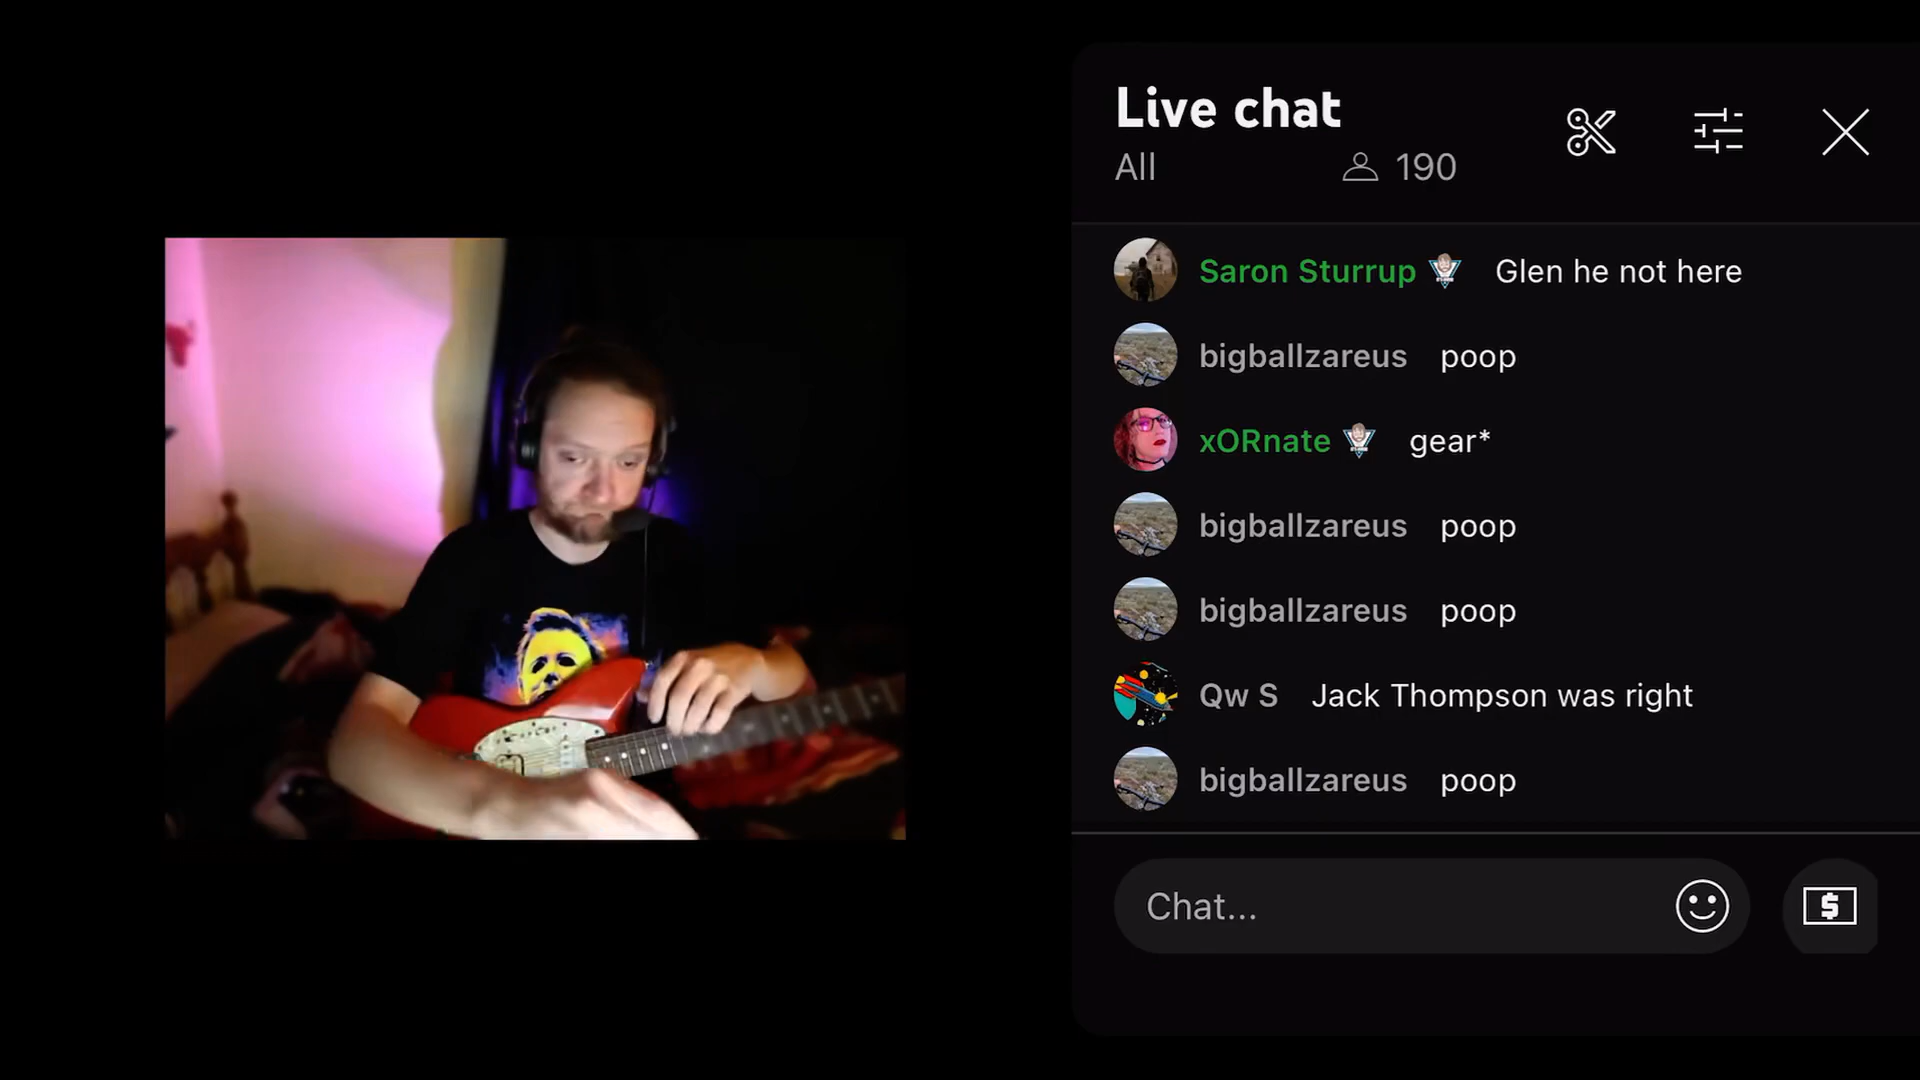 Live chat
All 190
Saron Sturrup Glen he not here
bigballzareus poop
xORnate gear*
bigballzareus poop
bigballzareus poop
Qw S Jack Thompson was right
bigballzareus poop
Chat...
$